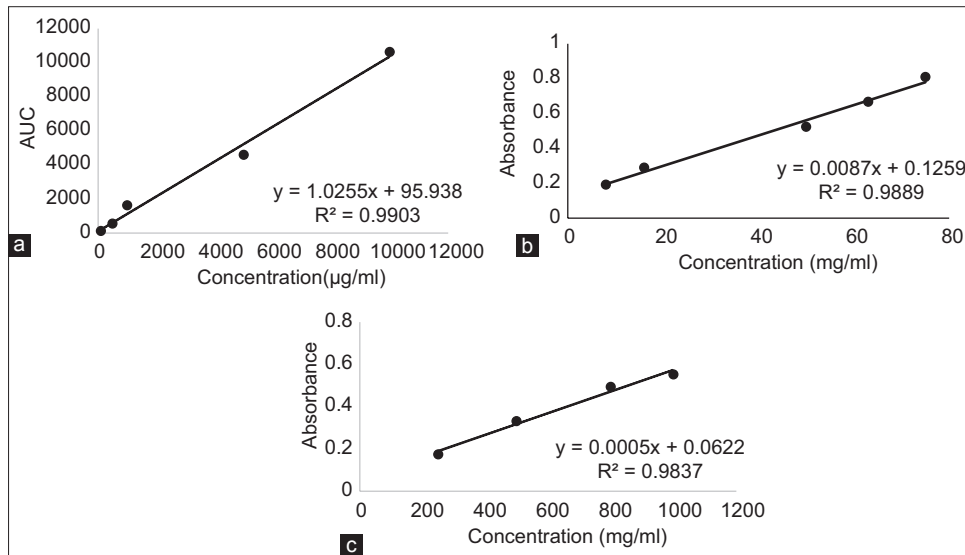 12000
10000
8000
6000
4000
2000
0
AUC
y = 1.0255x + 95.938
R² = 0.9903
0 2000 4000 6000 8000 10000 12000
Concentration(µg/ml)
a
1
0.8
0.6
0.4
0.2
0
Absorbance
y = 0.0087x + 0.1259
R² = 0.9889
0 20 40 60 80
Concentration (mg/ml)
b
0.8
0.6
0.4
0.2
0
Absorbance
y = 0.0005x + 0.0622
R² = 0.9837
0 200 400 600 800 1000 1200
Concentration (mg/ml)
c